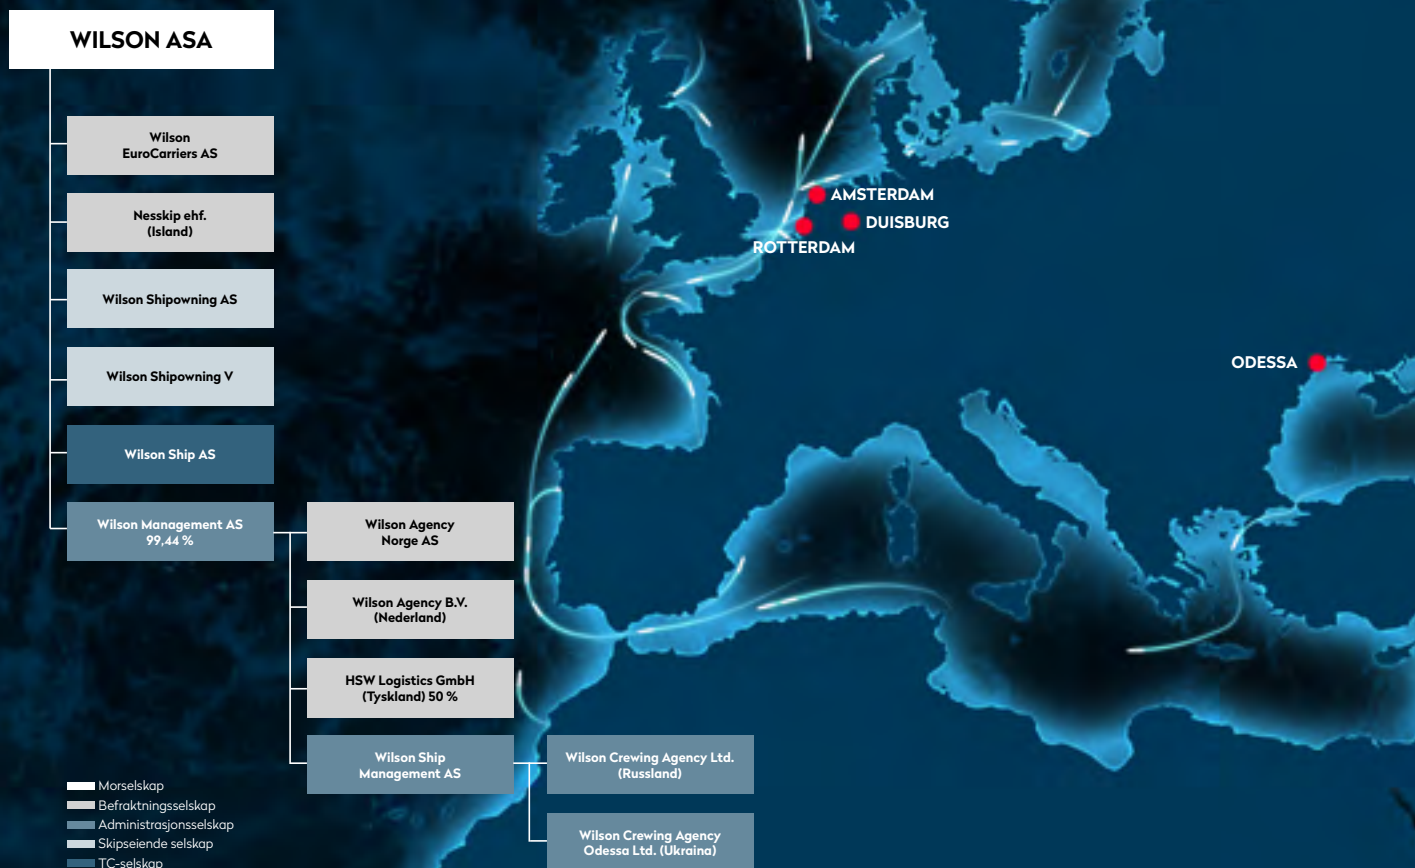 WILSON ASA
Wilson
EuroCarriers AS
Nesskip ehf.
(Island)
Wilson Shipowning AS
Wilson Shipowning V
Wilson Ship AS
Wilson Management AS
99,44 %
Wilson Agency
Norge AS
Wilson Agency B.V.
(Nederland)
HSW Logistics GmbH
(Tyskland) 50 %
Wilson Ship
Management AS
Wilson Crewing Agency Ltd.
(Russland)
Wilson Crewing Agency
Odessa Ltd. (Ukraina)
Morselskap
Befraktningsselskap
Administrasjonsselskap
Skipseiende selskap
TC-selskap
AMSTERDAM
DUISBURG
ROTTERDAM
ODESSA